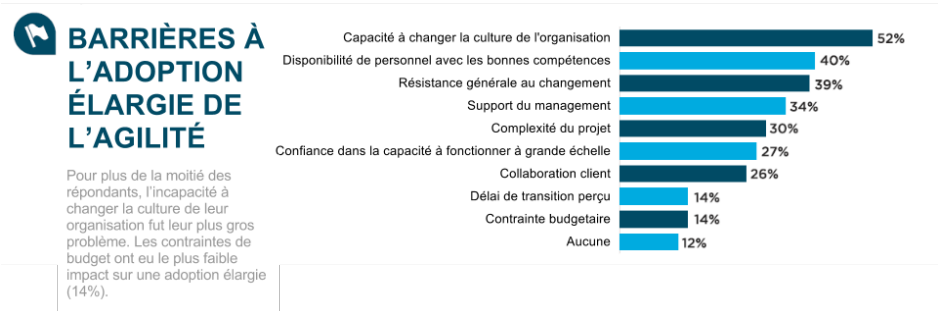 BARRIÈRES À
L'ADOPTION
ÉLARGIE DE
L'AGILITÉ
Pour plus de la moitié des
répondants, l'incapacité à
changer la culture de leur
organisation fut leur plus gros
problème. Les contraintes de
budget ont eu le plus faible
impact sur une adoption élargie
(14%).
Capacité à changer la culture de l'organisation 52%
Disponibilité de personnel avec les bonnes compétences 40%
Résistance générale au changement 39%
Support du management 34%
Complexité du projet 30%
Confiance dans la capacité à fonctionner à grande échelle 27%
Collaboration client 26%
Délai de transition perçu 14%
Contrainte budgetaire 14%
Aucune 12%